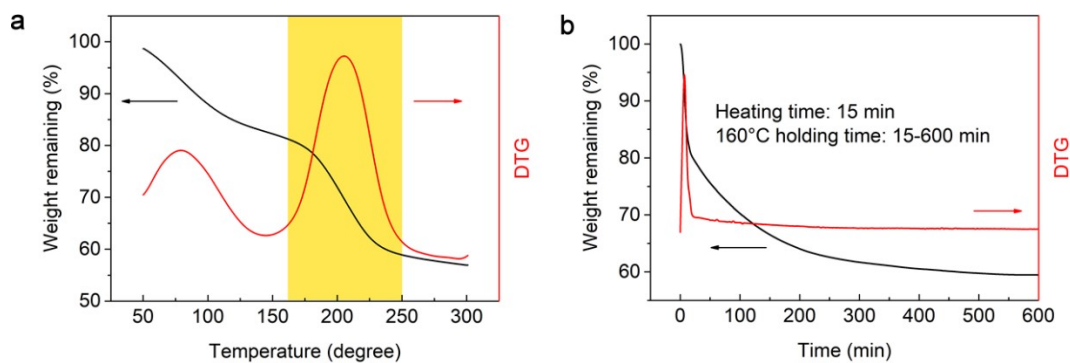 a
100
90
80
70
60
50
Weight remaining (%)
50
100
150
200
250
300
Temperature (degree)
DTG
b
100
90
80
70
60
Weight remaining (%)
Heating time: 15 min
160°C holding time: 15-600 min
0
100
200
300
400
500
600
Time (min)
DTG